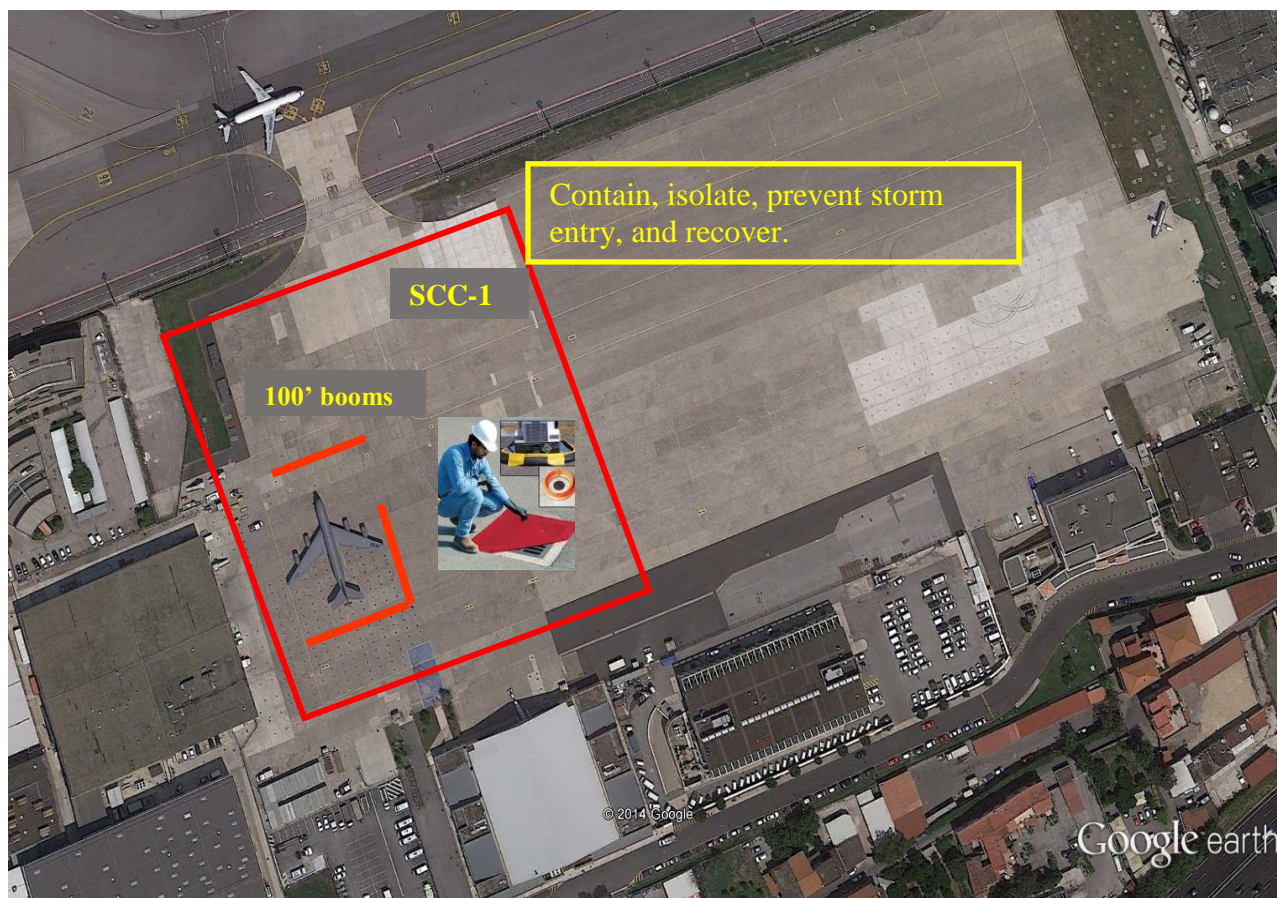 Contain, isolate, prevent storm
entry, and recover.
SCC-1
100’ booms
© 2014 Google
Google earth